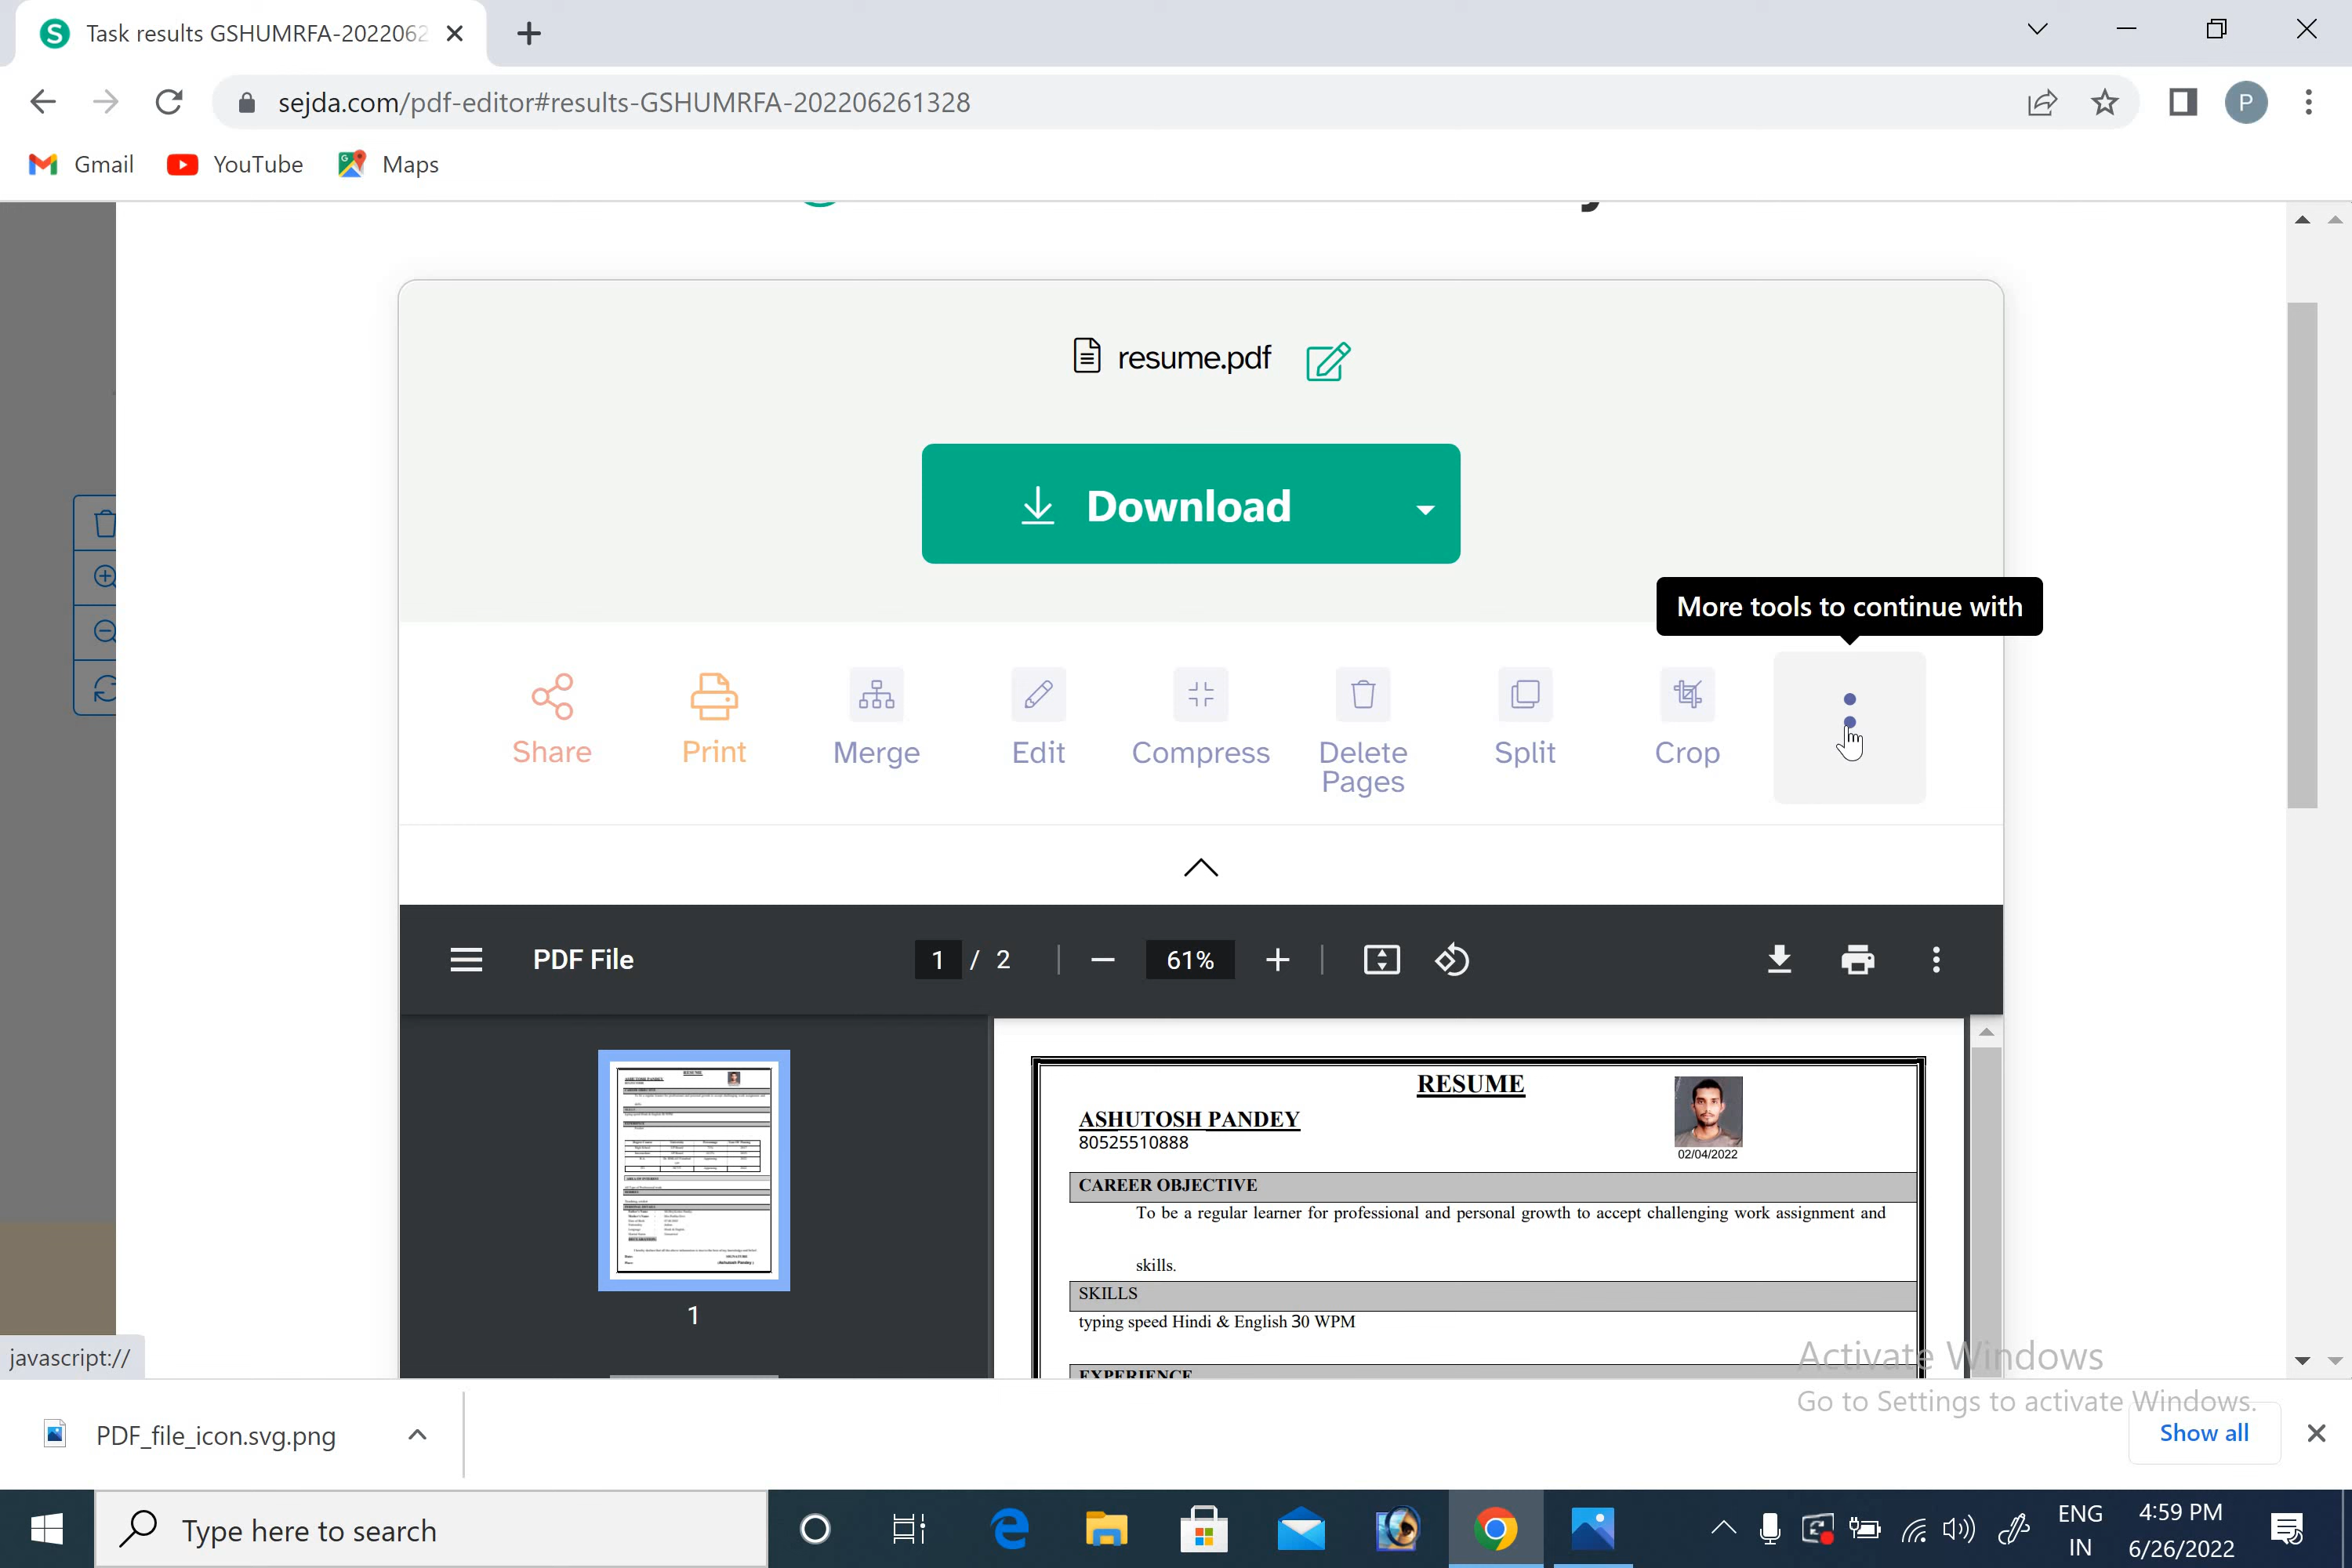 Task results GSHUMRFA-2022062
sejda.com/pdf-editor#results-GSHUMRFA-202206261328
P
Gmail
YouTube
Maps
resume.pdf
Download
More tools to continue with
Share
Print
Merge
Edit
Compress
Delete
Pages
Split
Crop
PDF File
1 / 2
61%
RESUME
ASHUTOSH PANDEY
80525510888
02/04/2022
CAREER OBJECTIVE
To be a regular learner for professional and personal growth to accept challenging work assignment and
skills.
SKILLS
typing speed Hindi & English 30 WPM
EXPERIENCE
1
javascript://
Activate Windows
Go to Settings to activate Windows.
PDF_file_icon.svg.png
Show all
Type here to search
ENG
IN
4:59 PM
6/26/2022